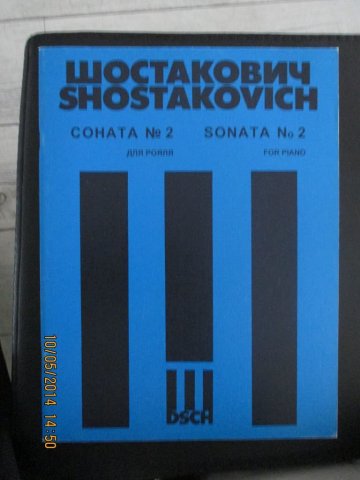 ШОСТАКОВИЧ
SHOSTAKOVICH
СОНАТА № 2 SONATA No 2
ДЛЯ РОЯЛЯ FOR PIANO
DSCH
10/05/2014 14:50